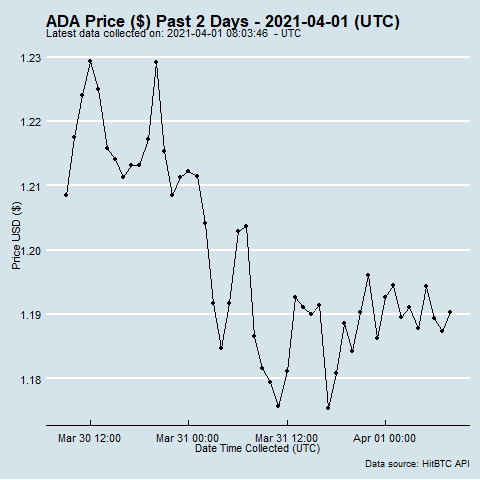 ADA Price ($) Past 2 Days - 2021-04-01 (UTC)
Latest data collected on: 2021-04-01 08:03:46 - UTC
1.23
1.22
1.21
1.20
1.19
1.18
Price USD ($)
Mar 30 12:00 Mar 31 00:00 Mar 31 12:00 Apr 01 00:00
Date Time Collected (UTC)
Data source: HitBTC API